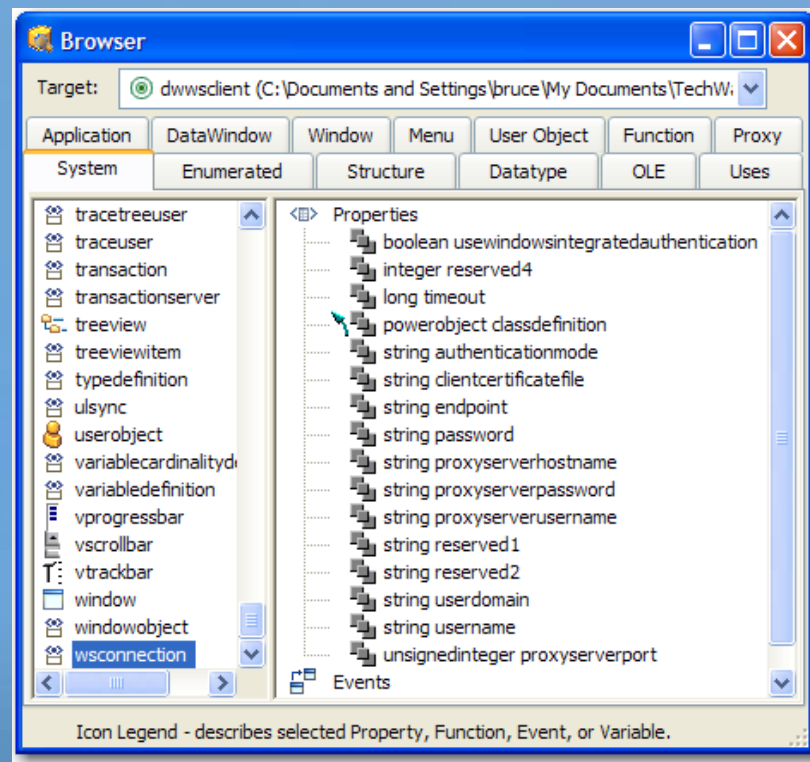 Browser
Target: dwwsclient (C:\Documents and Settings\bruce\My Documents\TechWa
Application DataWindow Window Menu User Object Function Proxy
System Enumerated Structure Datatype OLE Uses
tracetreeuser
traceuser
transaction
transactionserver
treeview
treeviewitem
typedefinition
ulsync
userobject
variablecardinalityde
variabledefinition
vprogressbar
vscrollbar
vtrackbar
window
windowobject
wsconnection
Properties
boolean usewindowsintegratedauthentication
integer reserved4
long timeout
powerobject classdefinition
string authenticationmode
string clientcertificatefile
string endpoint
string password
string proxyserverhostname
string proxyserverpassword
string proxyserverusername
string reserved1
string reserved2
string userdomain
string username
unsignedinteger proxyserverport
Events
Icon Legend - describes selected Property, Function, Event, or Variable.